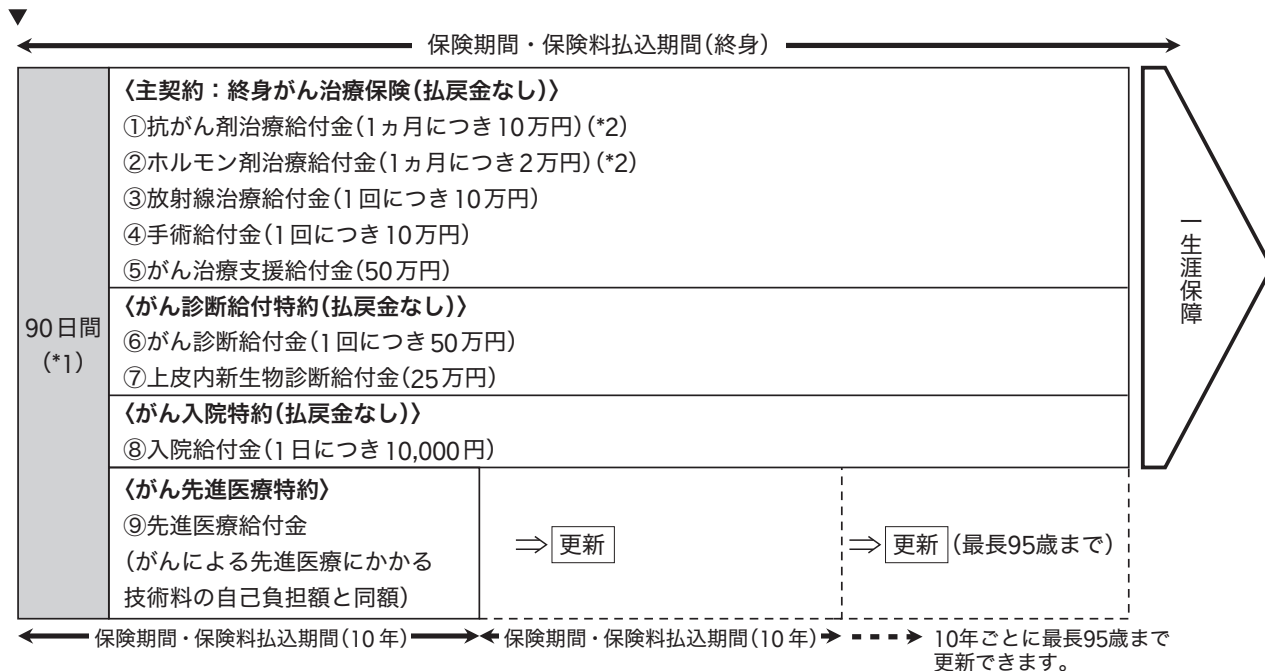 ▼
保険期間・保険料払込期間(終身)
〈主契約：終身がん治療保険(払戻金なし)〉
①抗がん剤治療給付金(1ヵ月につき10万円)(*2)
②ホルモン剤治療給付金(1ヵ月につき2万円)(*2)
③放射線治療給付金(1回につき10万円)
④手術給付金(1回につき10万円)
⑤がん治療支援給付金(50万円)
〈がん診断給付特約(払戻金なし)〉
⑥がん診断給付金(1回につき50万円)
⑦上皮内新生物診断給付金(25万円)
〈がん入院特約(払戻金なし)〉
⑧入院給付金(1日につき10,000円)
〈がん先進医療特約〉
⑨先進医療給付金
(がんによる先進医療にかかる
技術料の自己負担額と同額)
90日間
(*1)
⇒更新
⇒更新(最長95歳まで)
一生涯保障
保険期間・保険料払込期間(10年)
保険期間・保険料払込期間(10年)
10年ごとに最長95歳まで
更新できます。